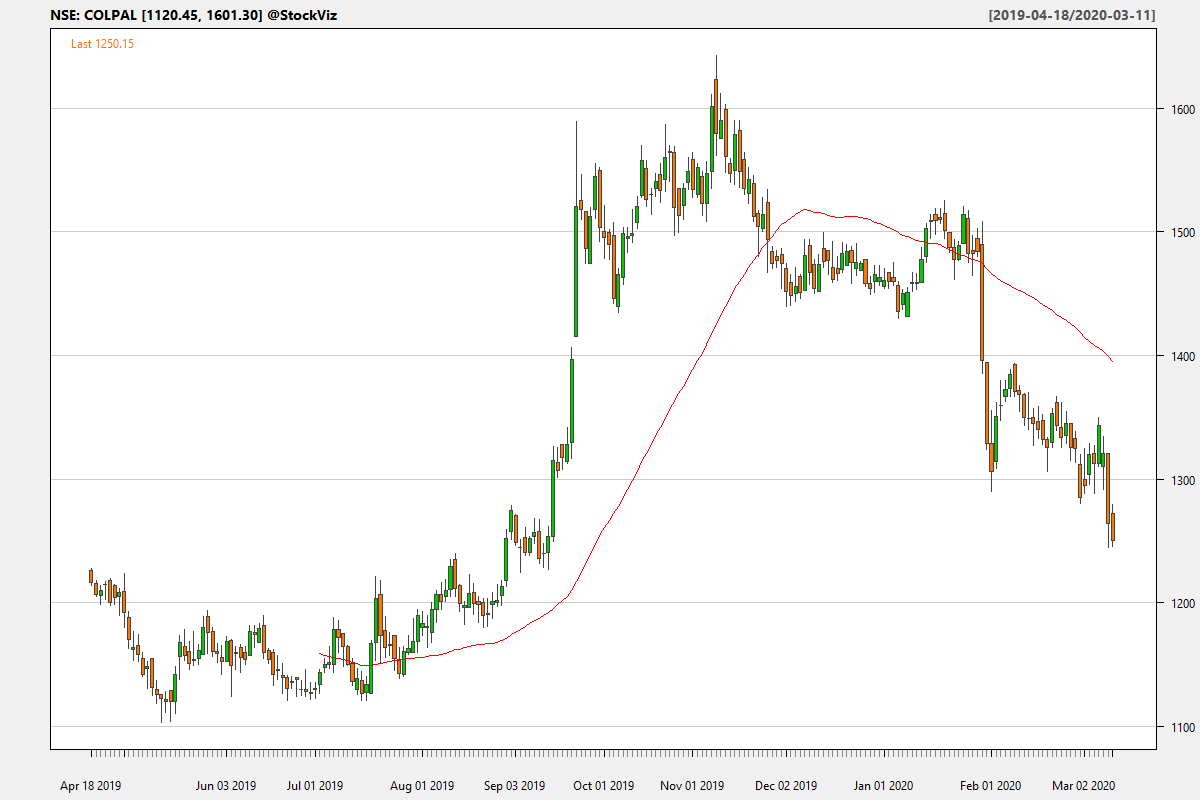 NSE: COLPAL [1120.45, 1601.30] @StockViz [2019-04-18/2020-03-11]
Last 1250.15
1600
1500
1400
1300
1200
1100
Apr 18 2019 Jun 03 2019 Jul 01 2019 Aug 01 2019 Sep 03 2019 Oct 01 2019 Nov 01 2019 Dec 02 2019 Jan 01 2020 Feb 01 2020 Mar 02 2020